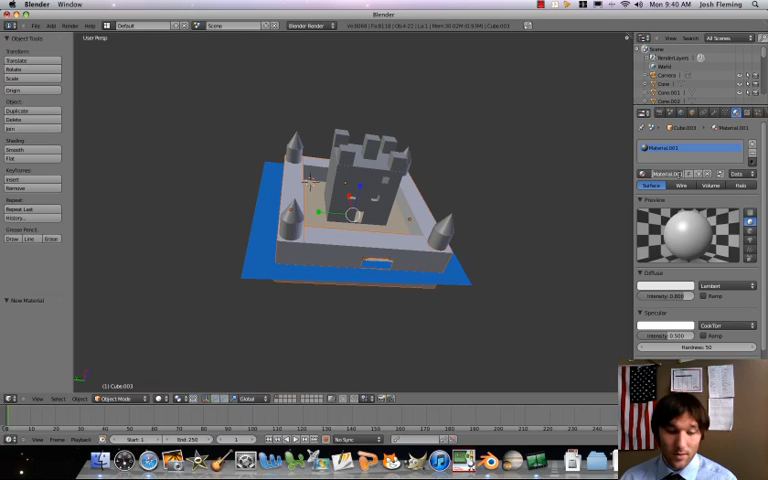 Blender Window
Mon 9:40 AM Josh Fleming
Blender
File Add Render Help Default Scene Blender Render
User Persp
View Search All Scenes
Scene
RenderLayers
World
Camera
Cone
Cone.001
Cone.002
Object Tools
Transform:
Translate
Rotate
Scale
Origin
Object:
Duplicate
Delete
Join
Shading:
Smooth
Flat
Keyframes:
Insert
Remove
Repeat:
Repeat Last
History...
Grease Pencil:
Draw Line Erase
New Material
Cube.003 Material.001
Material.001
Material.001 Data
Surface Wire Volume Halo
Preview
Diffuse
Lambert
Intensity: 0.800 Ramp
Specular
CookTorr
Intensity: 0.500 Ramp
Hardness: 50
(1) Cube.003
View Select Object Object Mode Global
View Frame Playback Start: 1 End: 250 1 No Sync